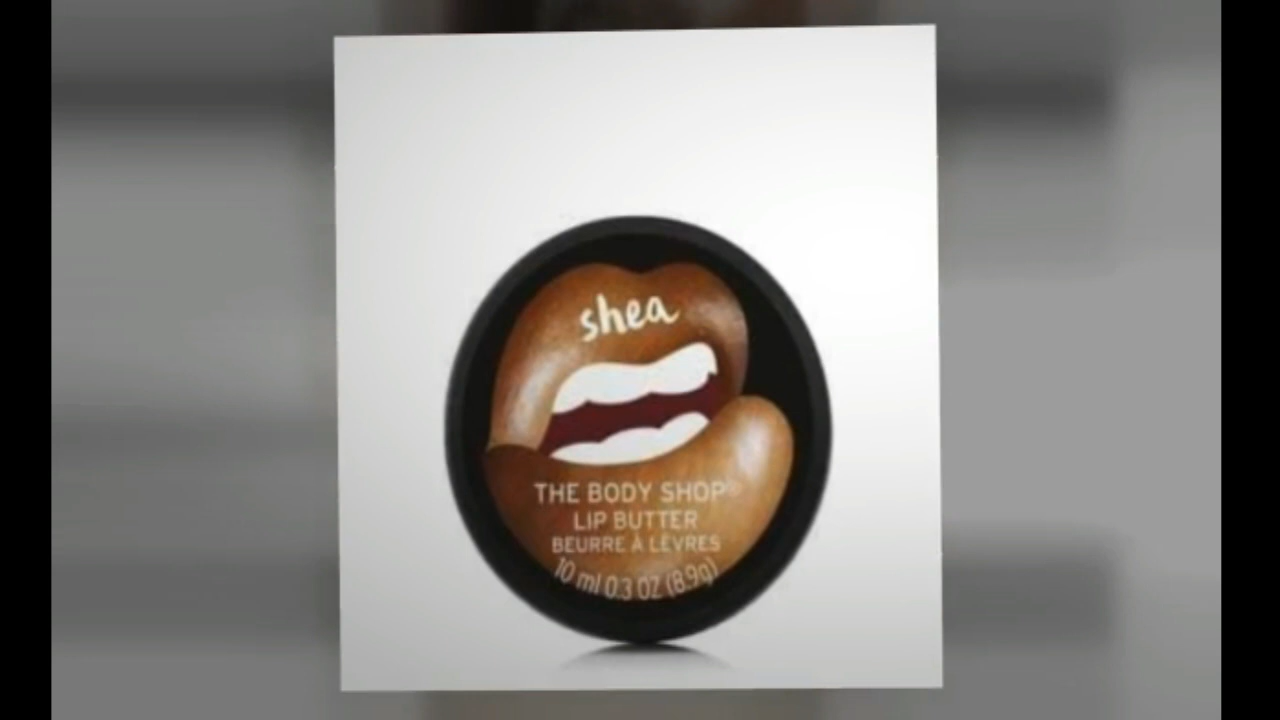 shea
THE BODY SHOP
LIP BUTTER
BEURRE À LÈVRES
10 ml 0.3 OZ (8.9g)